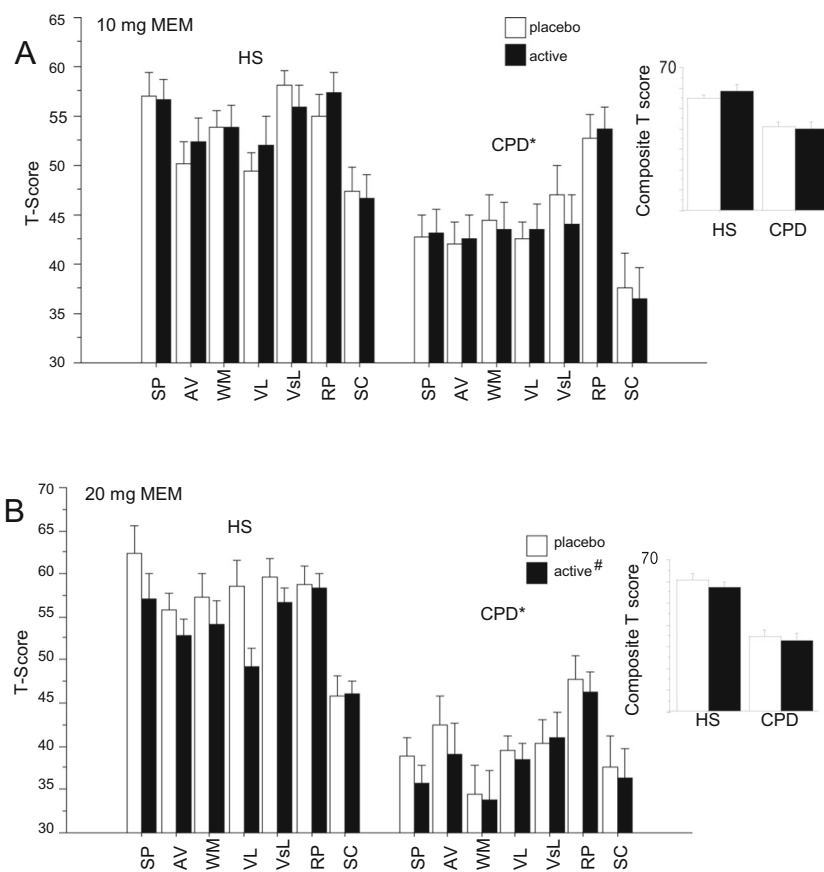 A
10 mg MEM
HS
CPD*
placebo
active
T-Score
65
60
55
50
45
40
35
30
SP AV WM VL VsL RP SC
SP AV WM VL VsL RP SC
Composite T score
70
HS CPD
B
20 mg MEM
HS
CPD*
placebo
active #
T-Score
70
65
60
55
50
45
40
35
30
SP AV WM VL VsL RP SC
SP AV WM VL VsL RP SC
Composite T score
70
HS CPD